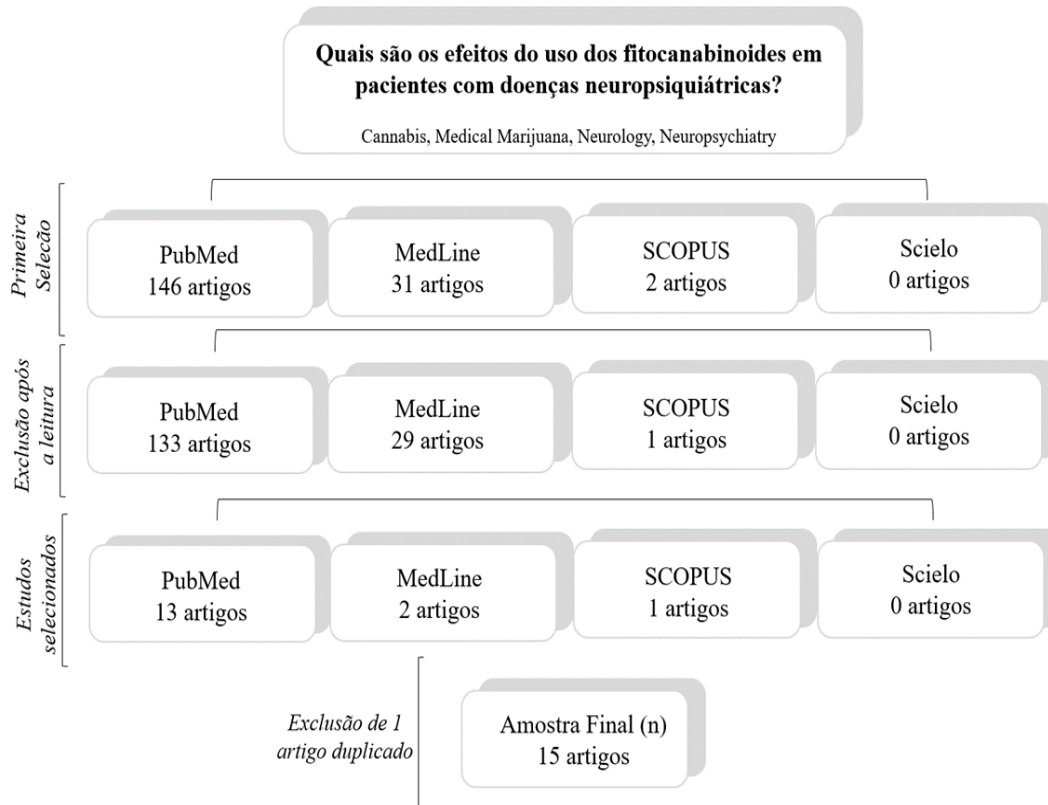 Quais são os efeitos do uso dos fitocanabinoides em
pacientes com doenças neuropsiquiátricas?
Cannabis, Medical Marijuana, Neurology, Neuropsychiatry
Primeira
Selecão
PubMed
146 artigos
MedLine
31 artigos
SCOPUS
2 artigos
Scielo
0 artigos
Exclusão após
a leitura
PubMed
133 artigos
MedLine
29 artigos
SCOPUS
1 artigos
Scielo
0 artigos
Estudos
selecionados
PubMed
13 artigos
MedLine
2 artigos
SCOPUS
1 artigos
Scielo
0 artigos
Exclusão de 1
artigo duplicado
Amostra Final (n)
15 artigos